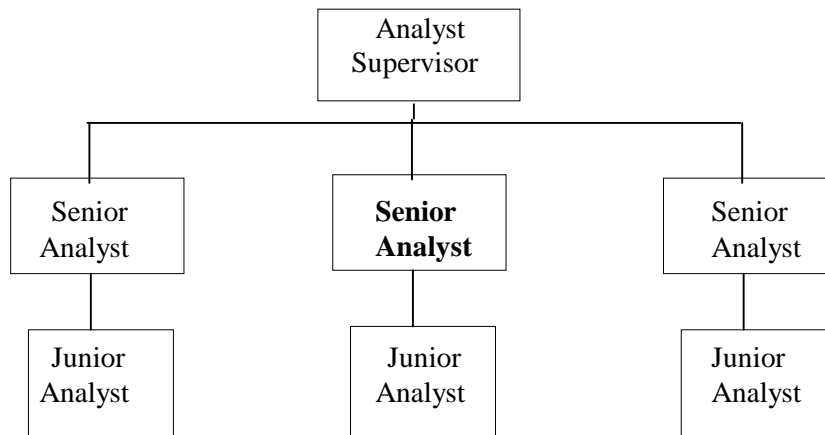 Analyst
Supervisor
Senior
Analyst
Senior
Analyst
Senior
Analyst
Junior
Analyst
Junior
Analyst
Junior
Analyst